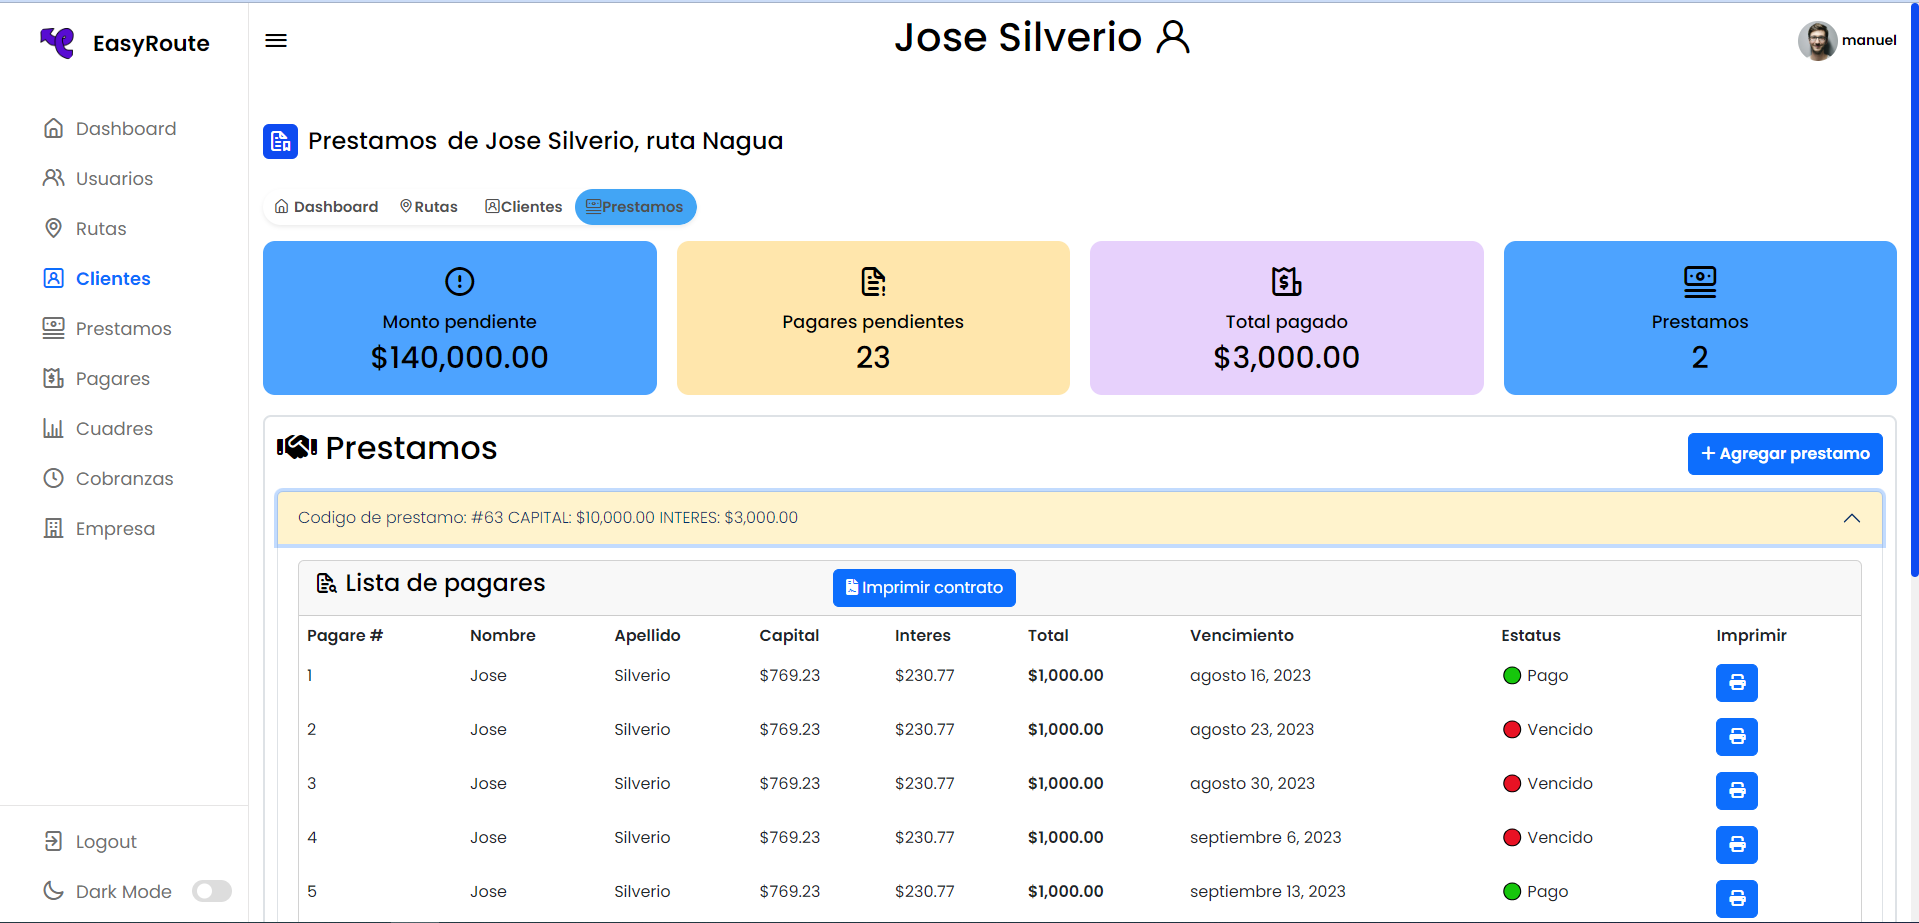 EasyRoute
Jose Silverio
manuel
Dashboard
Usuarios
Rutas
Clientes
Prestamos
Pagares
Cuadres
Cobranzas
Empresa
Logout
Dark Mode
Prestamos de Jose Silverio, ruta Nagua
Dashboard Rutas Clientes Prestamos
Monto pendiente
$140,000.00
Pagares pendientes
23
Total pagado
$3,000.00
Prestamos
2
Prestamos
+ Agregar prestamo
Codigo de prestamo: #63 CAPITAL: $10,000.00 INTERES: $3,000.00
Lista de pagares
Imprimir contrato
Pagare # Nombre Apellido Capital Interes Total Vencimiento Estatus Imprimir
1 Jose Silverio $769.23 $230.77 $1,000.00 agosto 16, 2023 Pago
2 Jose Silverio $769.23 $230.77 $1,000.00 agosto 23, 2023 Vencido
3 Jose Silverio $769.23 $230.77 $1,000.00 agosto 30, 2023 Vencido
4 Jose Silverio $769.23 $230.77 $1,000.00 septiembre 6, 2023 Vencido
5 Jose Silverio $769.23 $230.77 $1,000.00 septiembre 13, 2023 Pago